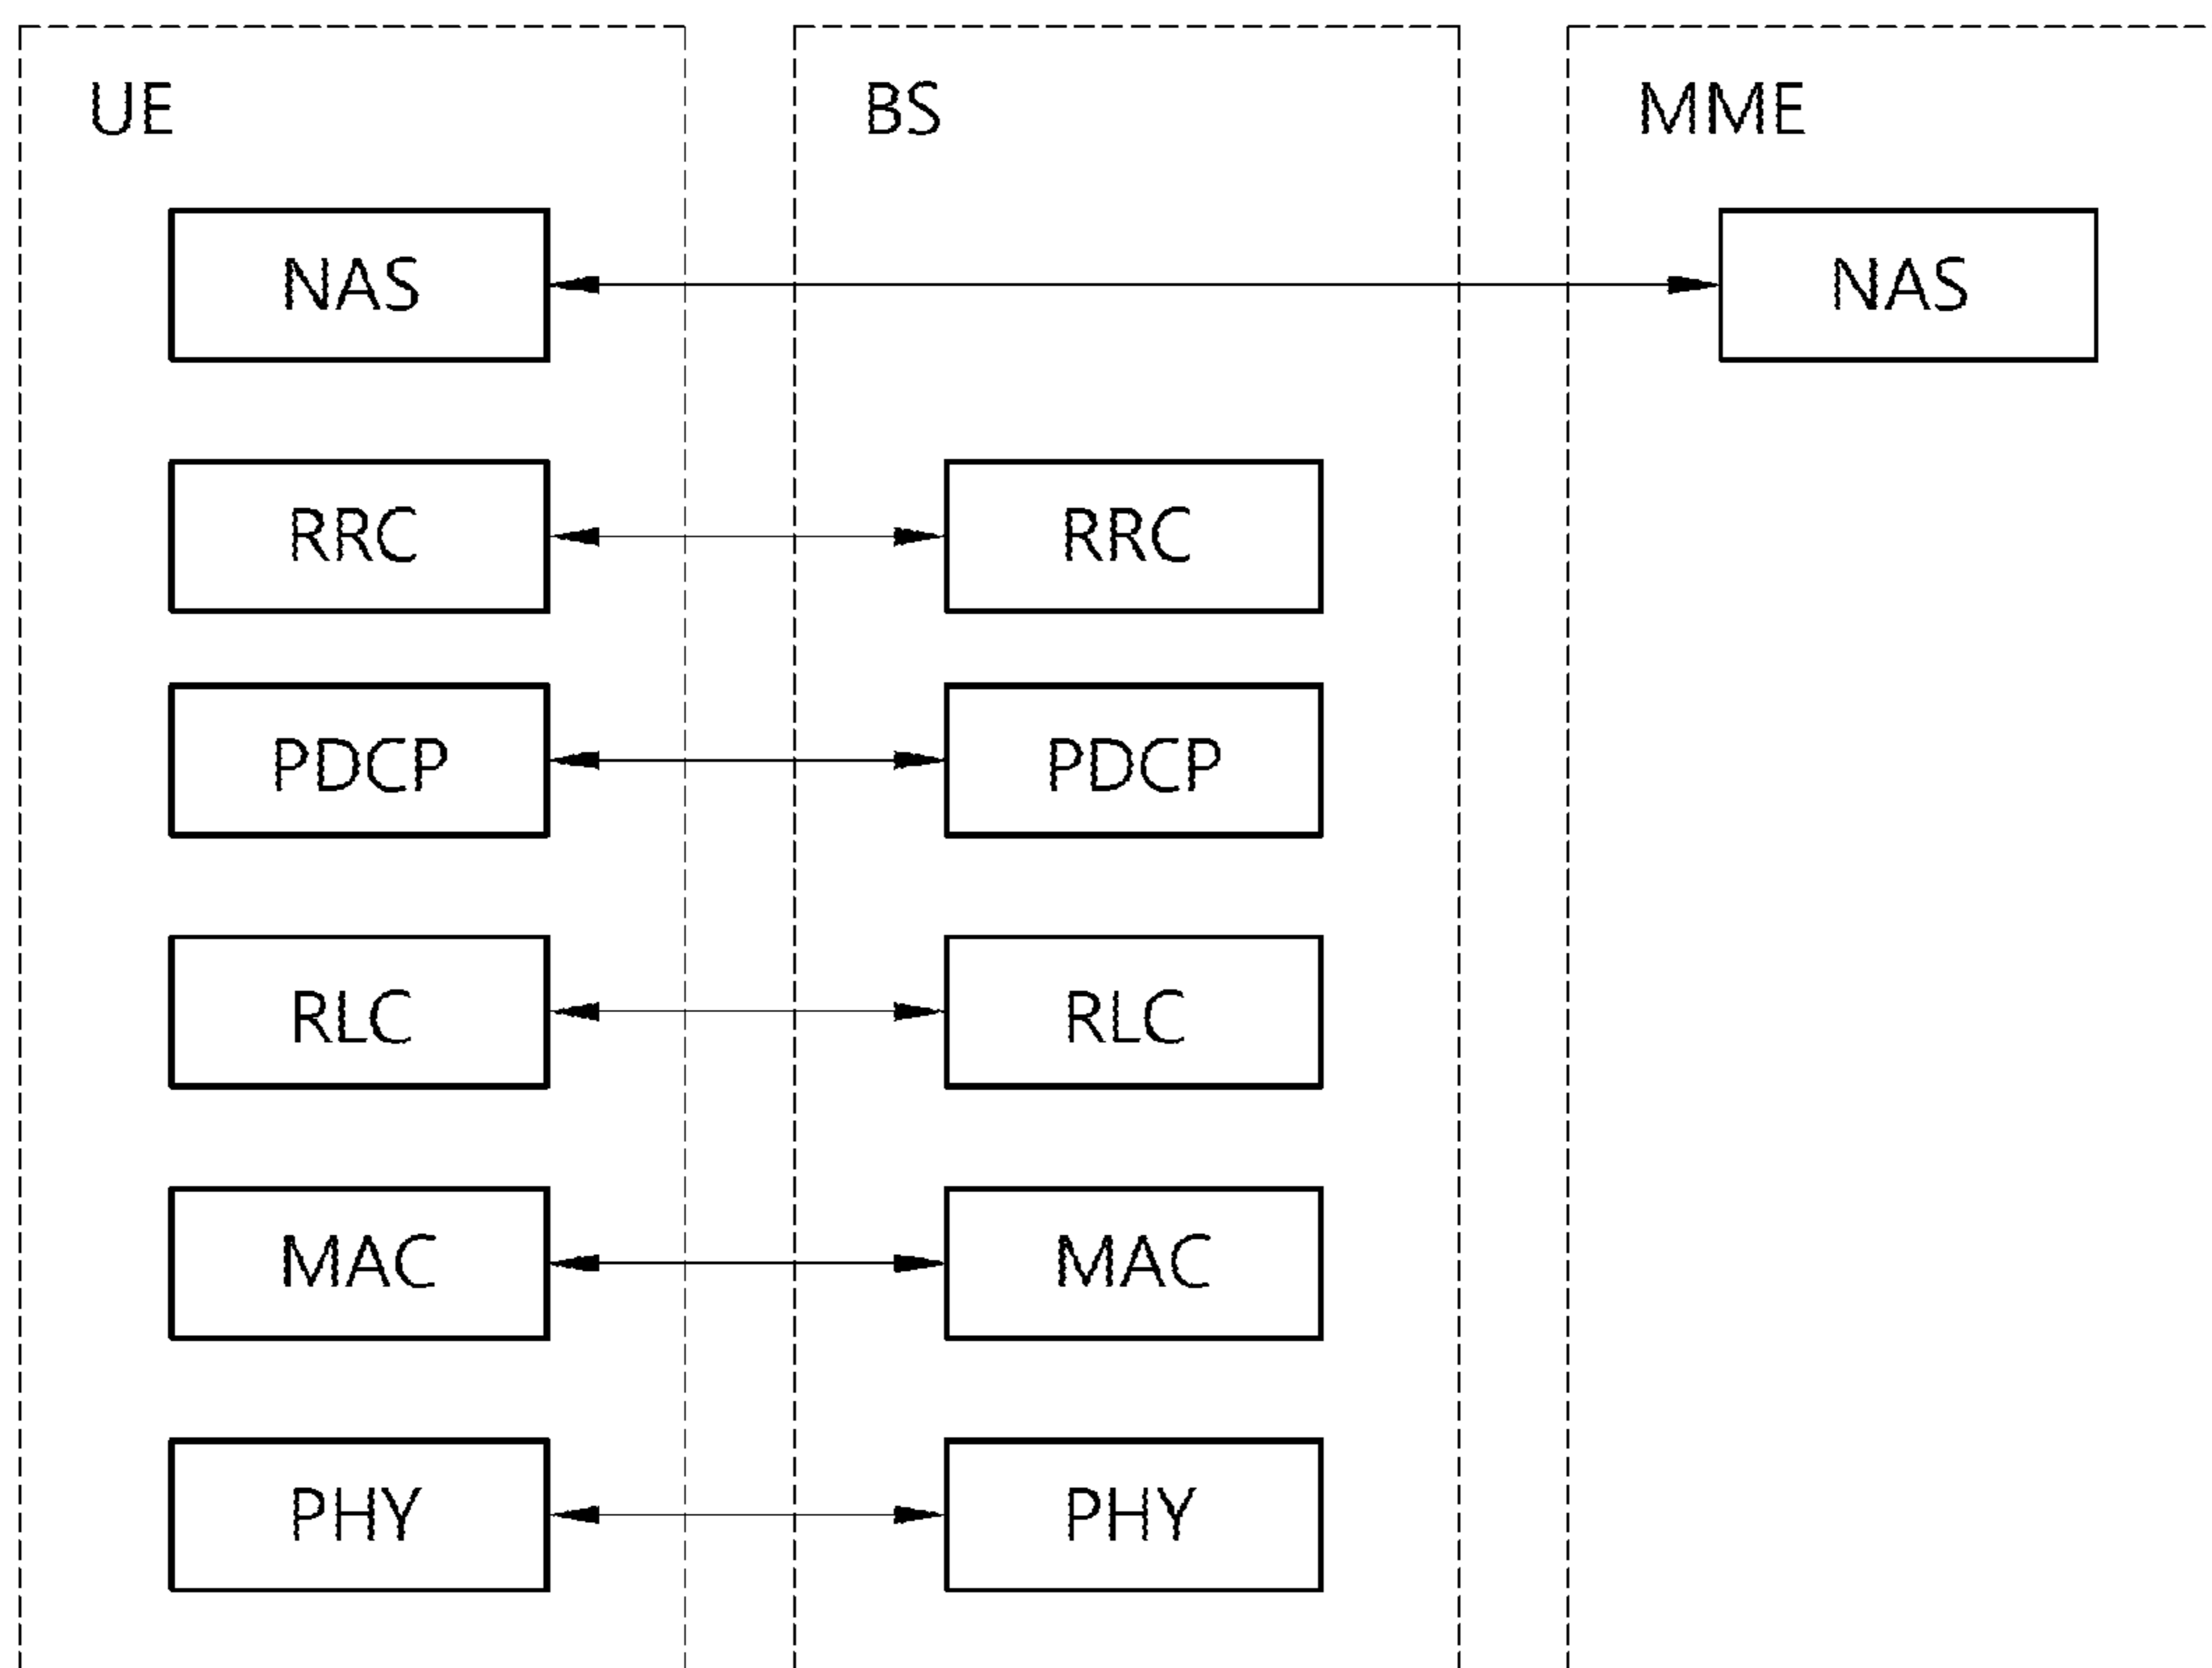 UE
BS
MME
NAS
NAS
RRC
RRC
PDCP
PDCP
RLC
RLC
MAC
MAC
PHY
PHY